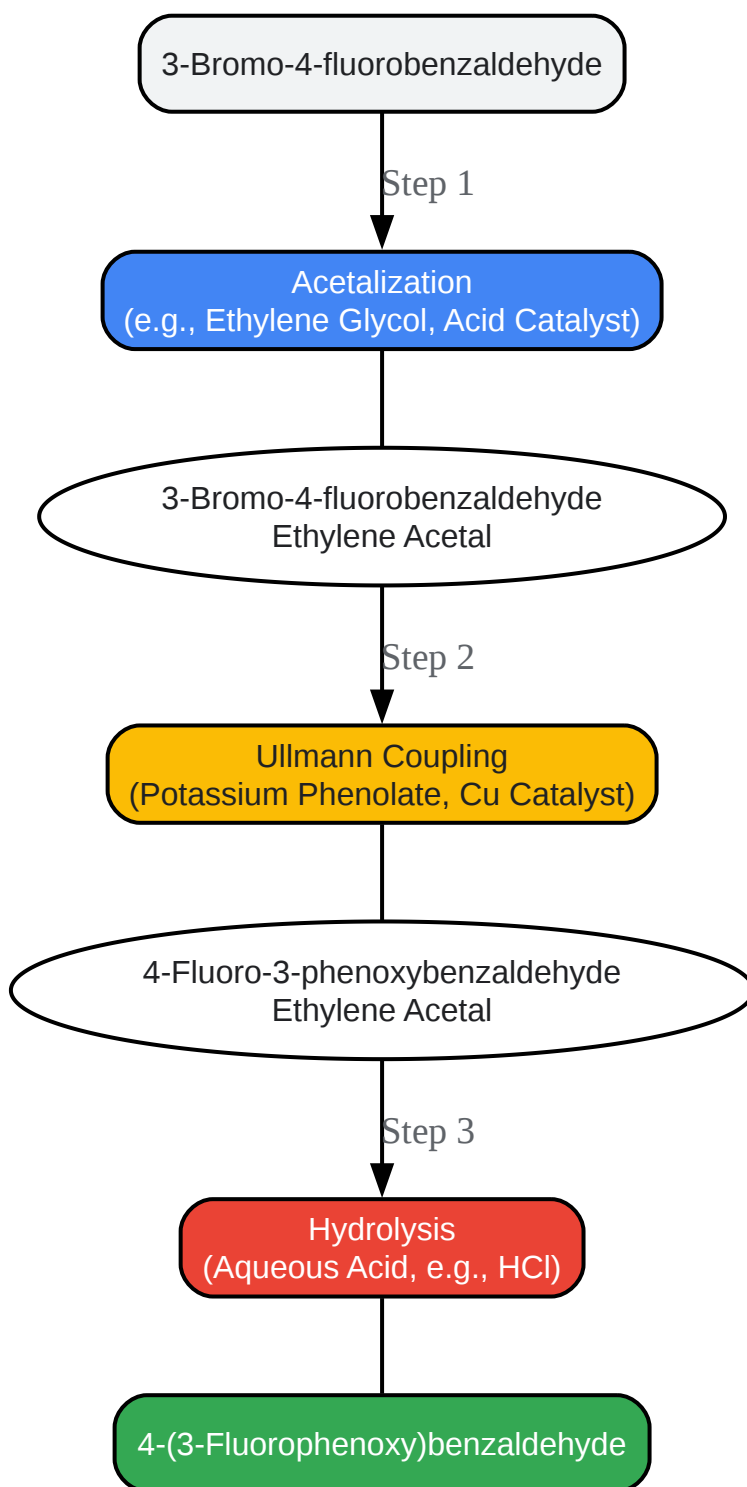 3-Bromo-4-fluorobenzaldehyde
Step 1
Acetalization
(e.g., Ethylene Glycol, Acid Catalyst)
3-Bromo-4-fluorobenzaldehyde
Ethylene Acetal
Step 2
Ullmann Coupling
(Potassium Phenolate, Cu Catalyst)
4-Fluoro-3-phenoxybenzaldehyde
Ethylene Acetal
Step 3
Hydrolysis
(Aqueous Acid, e.g., HCl)
4-(3-Fluorophenoxy)benzaldehyde